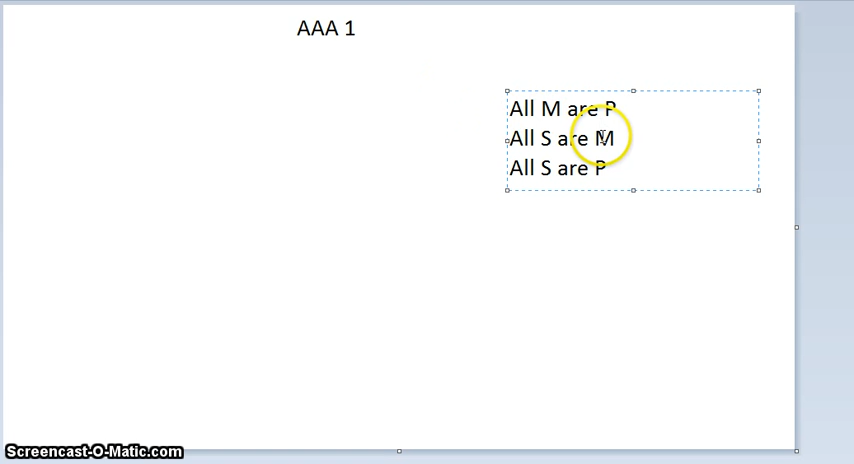 AAA 1
All M are P
All S are M
All S are P
Screencast-O-Matic.com